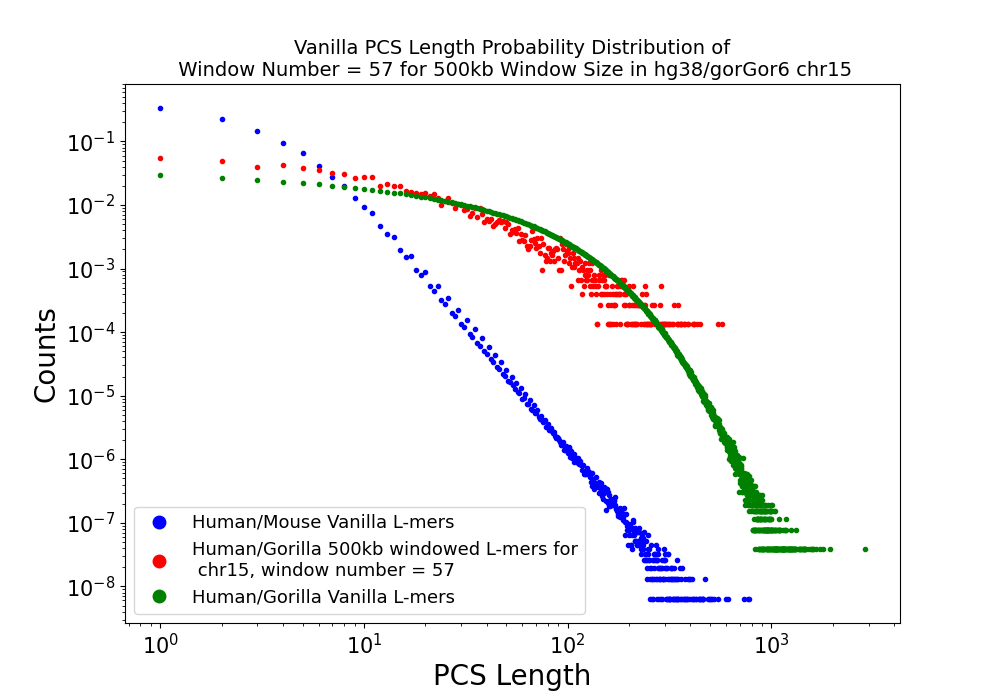 Vanilla PCS Length Probability Distribution of
Window Number = 57 for 500kb Window Size in hg38/gorGor6 chr15
Counts
10^-1
10^-2
10^-3
10^-4
10^-5
10^-6
10^-7
10^-8
Human/Mouse Vanilla L-mers
Human/Gorilla 500kb windowed L-mers for
chr15, window number = 57
Human/Gorilla Vanilla L-mers
10^0 10^1 10^2 10^3
PCS Length